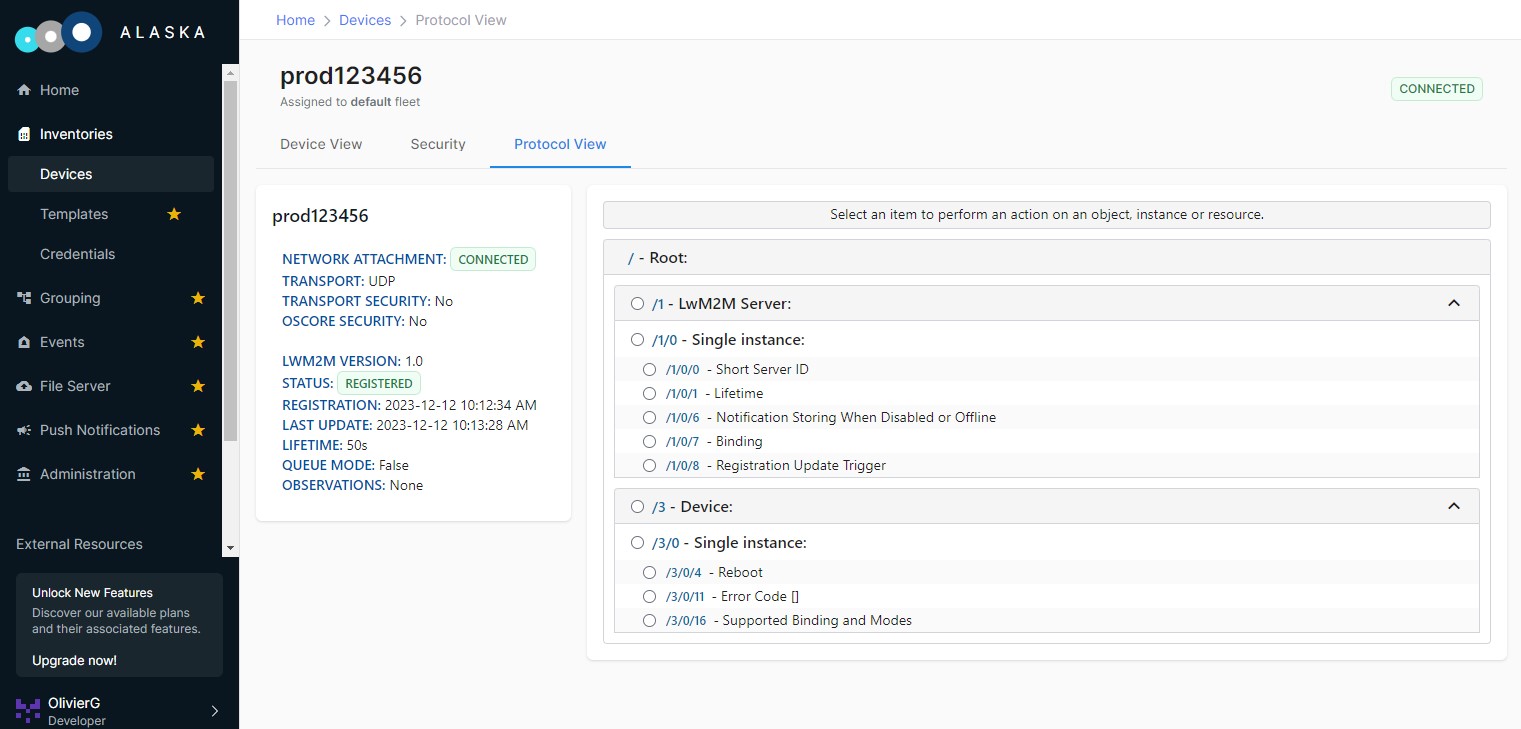 ALASKA
Home
Inventories
Devices
Templates
Credentials
Grouping
Events
File Server
Push Notifications
Administration
External Resources
Unlock New Features
Discover our available plans
and their associated features.
Upgrade now!
OlivierG
Developer
Home > Devices > Protocol View
prod123456
Assigned to default fleet
CONNECTED
Device View Security Protocol View
prod123456
NETWORK ATTACHMENT: CONNECTED
TRANSPORT: UDP
TRANSPORT SECURITY: No
OSCORE SECURITY: No
LWM2M VERSION: 1.0
STATUS: REGISTERED
REGISTRATION: 2023-12-12 10:12:34 AM
LAST UPDATE: 2023-12-12 10:13:28 AM
LIFETIME: 50s
QUEUE MODE: False
OBSERVATIONS: None
Select an item to perform an action on an object, instance or resource.
/ - Root:
/1 - LwM2M Server:
/1/0 - Single instance:
/1/0/0 - Short Server ID
/1/0/1 - Lifetime
/1/0/6 - Notification Storing When Disabled or Offline
/1/0/7 - Binding
/1/0/8 - Registration Update Trigger
/3 - Device:
/3/0 - Single instance:
/3/0/4 - Reboot
/3/0/11 - Error Code []
/3/0/16 - Supported Binding and Modes